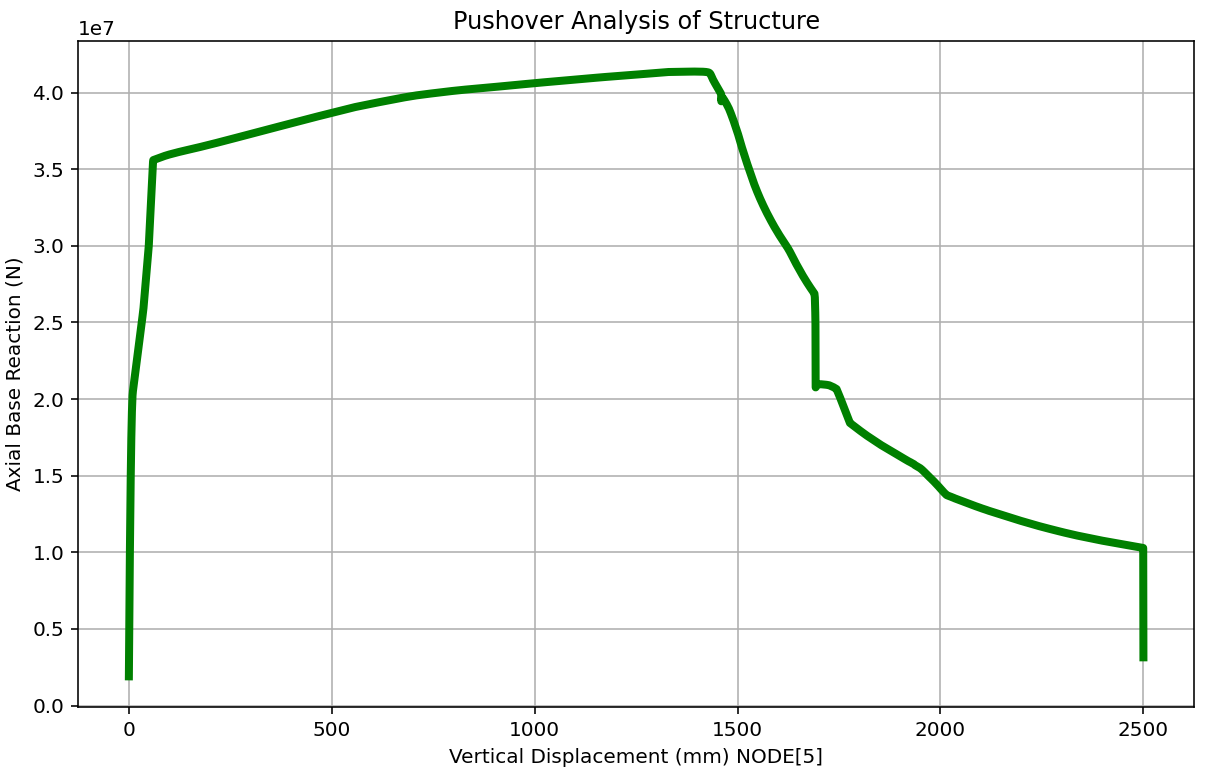 Pushover Analysis of Structure
1e7
4.0
3.5
3.0
2.5
2.0
1.5
1.0
0.5
0.0
Axial Base Reaction (N)
0 500 1000 1500 2000 2500
Vertical Displacement (mm) NODE[5]